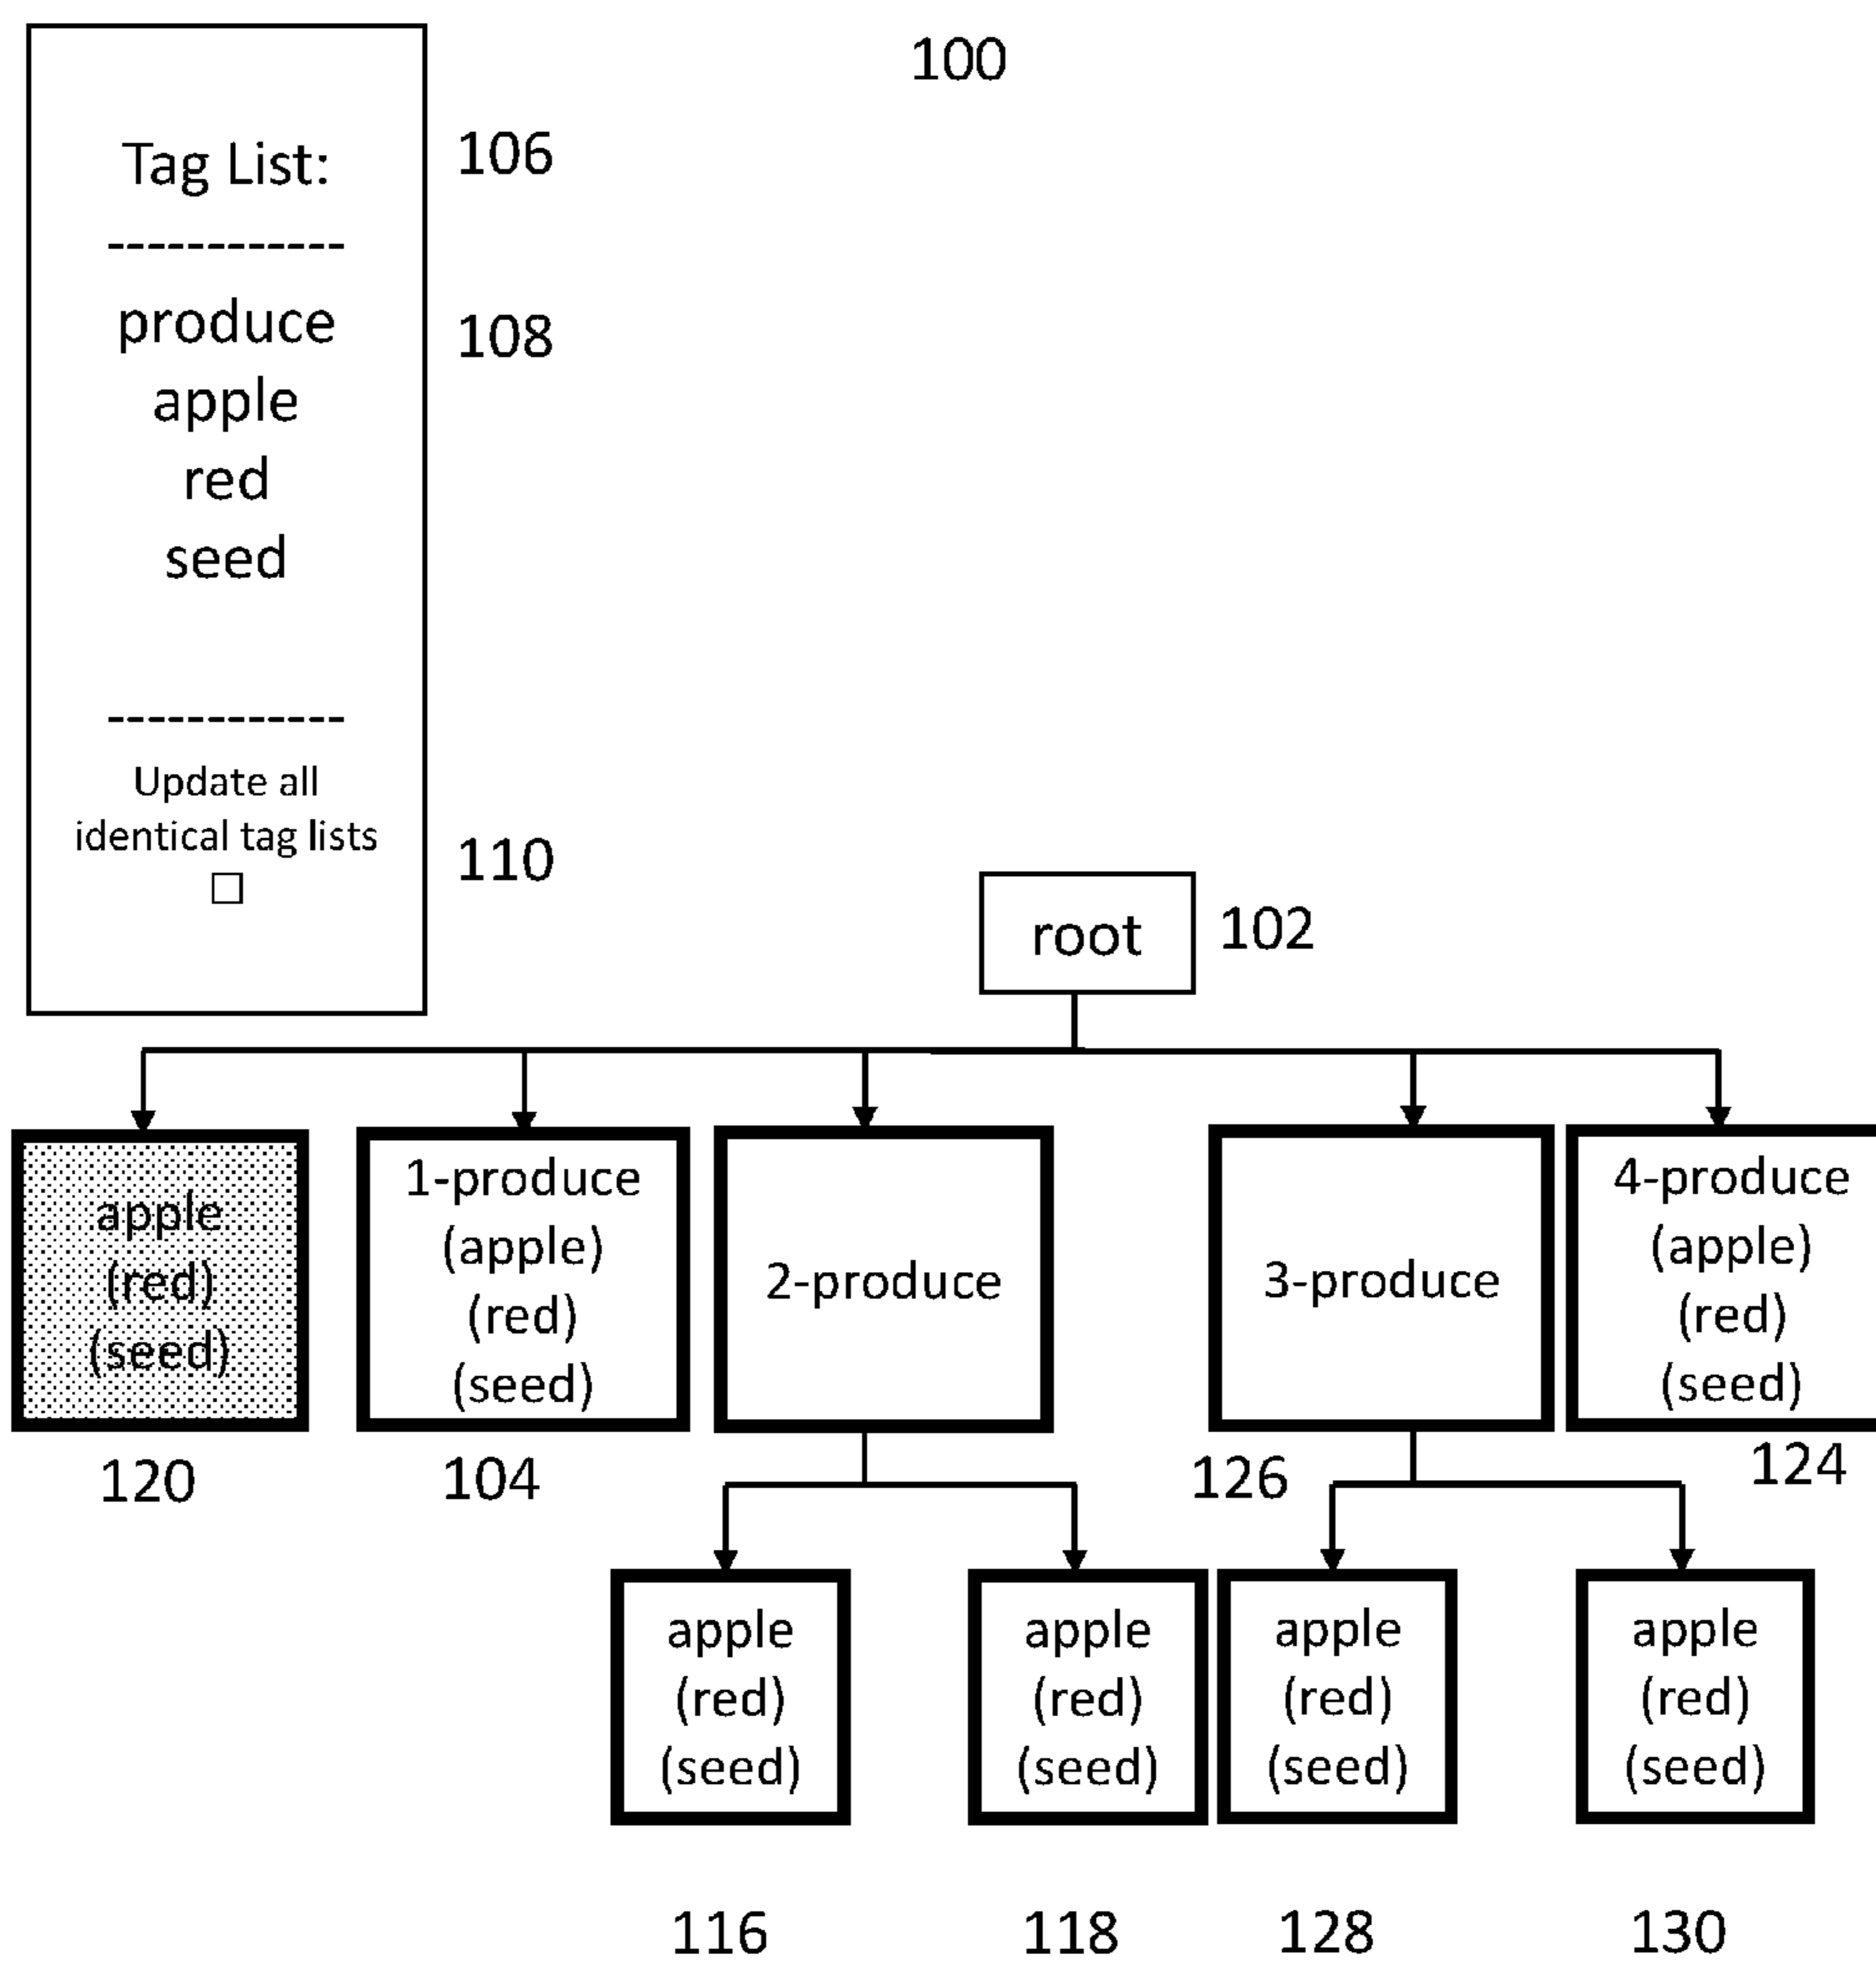 100
Tag List:
106
------------
produce
108
apple
red
seed
------------
Update all
identical tag lists
110
root
102
apple
(red)
(seed)
120
1-produce
(apple)
(red)
(seed)
104
2-produce
3-produce
126
4-produce
(apple)
(red)
(seed)
124
apple
(red)
(seed)
116
apple
(red)
(seed)
118
apple
(red)
(seed)
128
apple
(red)
(seed)
130